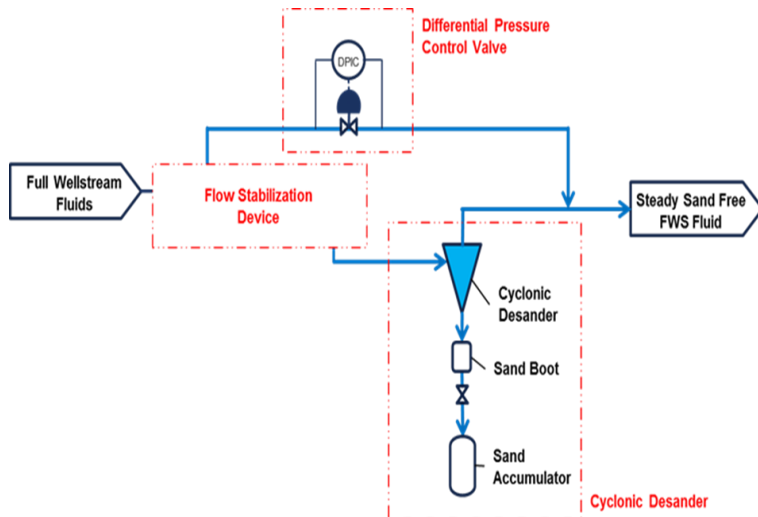 Differential Pressure
Control Valve
DPIC
Full Wellstream
Fluids
Flow Stabilization
Device
Steady Sand Free
FWS Fluid
Cyclonic
Desander
Sand Boot
Sand
Accumulator
Cyclonic Desander